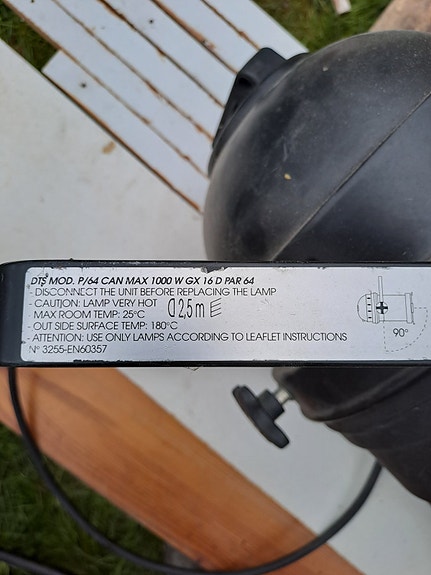 DTS MOD. P/64 CAN MAX 1000 W GX 16 D PAR 64
- DISCONNECT THE UNIT BEFORE REPLACING THE LAMP
- CAUTION: LAMP VERY HOT
- MAX ROOM TEMP: 25°C 2,5 m
- OUT SIDE SURFACE TEMP: 180°C
- ATTENTION: USE ONLY LAMPS ACCORDING TO LEAFLET INSTRUCTIONS
N° 3255-EN60357
90°